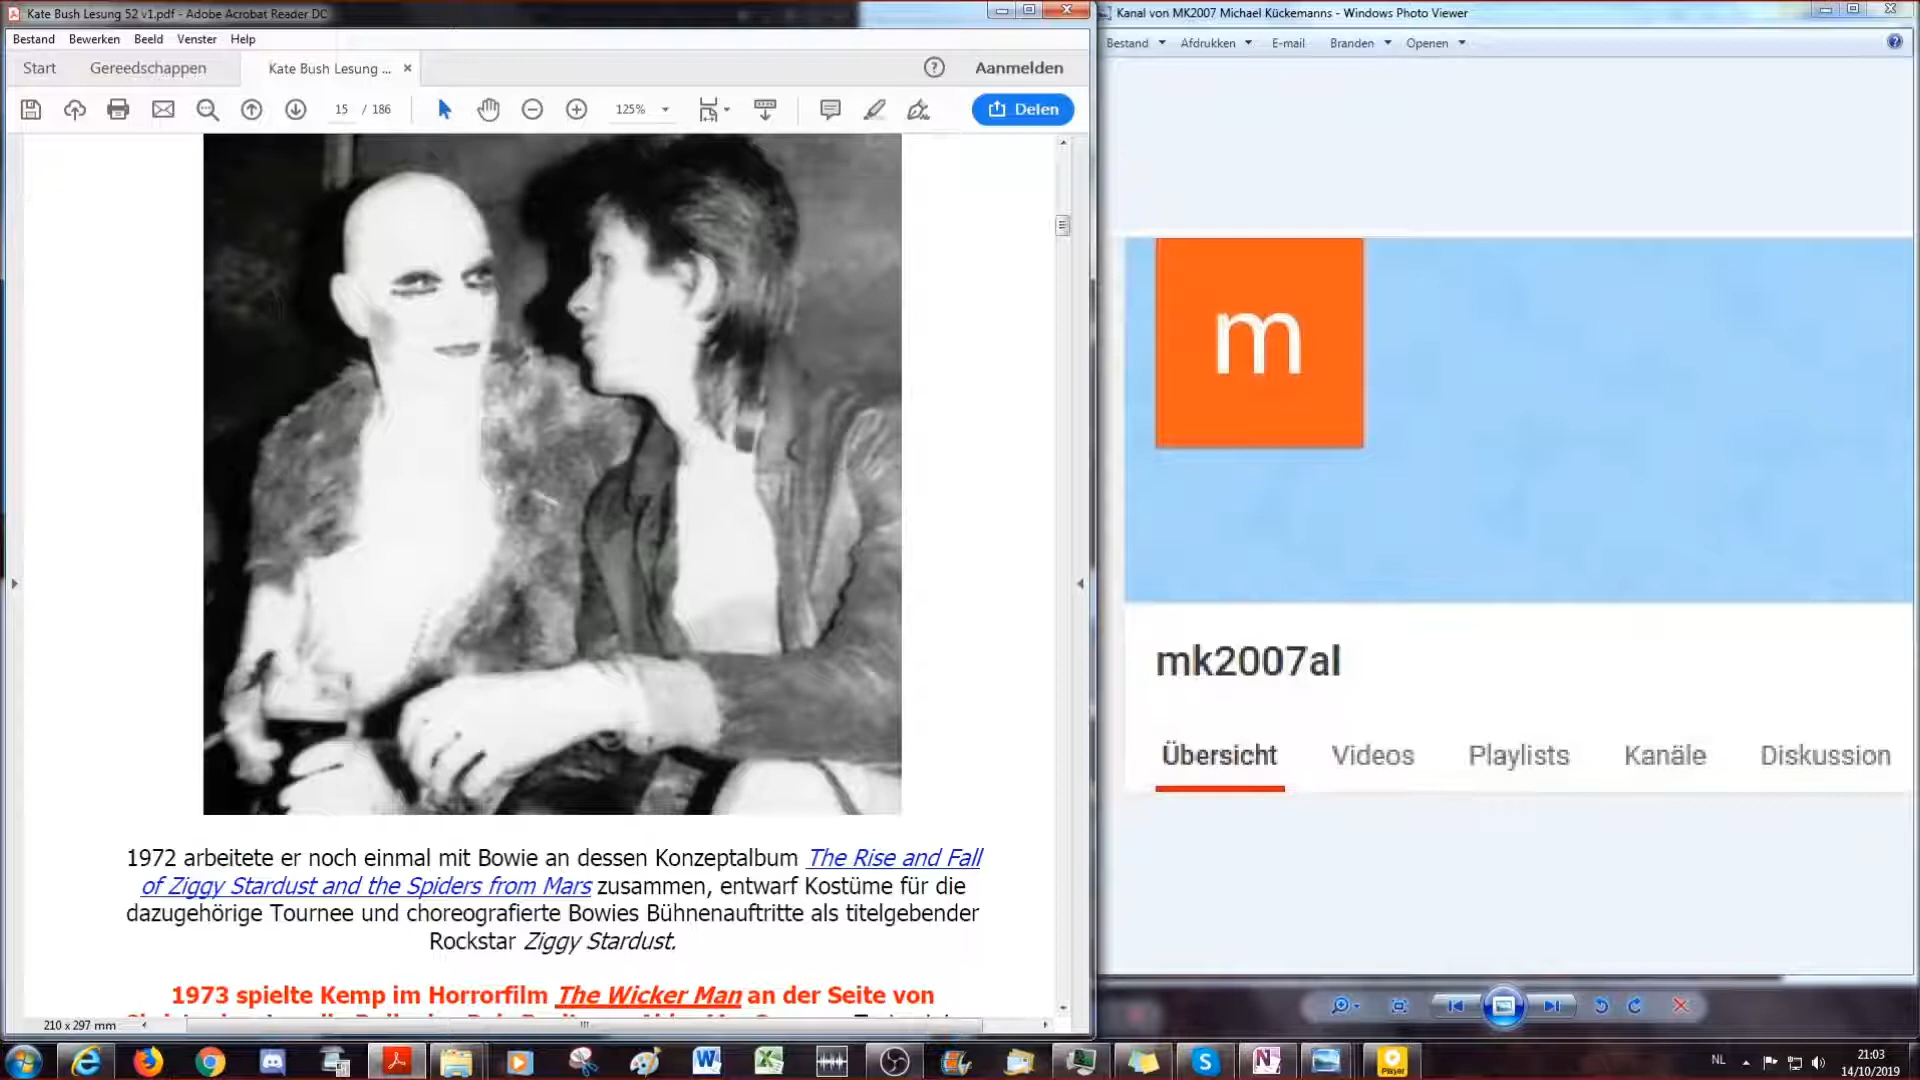 Kate Bush Lesung 52 v1.pdf - Adobe Acrobat Reader DC
Bestand Bewerken Beeld Venster Help
Start Gereedschappen Kate Bush Lesung ... × Aanmelden
15 / 186 125% Delen
1972 arbeitete er noch einmal mit Bowie an dessen Konzeptalbum The Rise and Fall
of Ziggy Stardust and the Spiders from Mars zusammen, entwarf Kostüme für die
dazugehörige Tournee und choreografierte Bowies Bühnenauftritte als titelgebender
Rockstar Ziggy Stardust.
1973 spielte Kemp im Horrorfilm The Wicker Man an der Seite von
210 x 297 mm
Kanal von MK2007 Michael Kückemanns - Windows Photo Viewer
Bestand Afdrukken E-mail Branden Openen
m
mk2007al
Übersicht Videos Playlists Kanäle Diskussion
Player
NL
21:03
14/10/2019